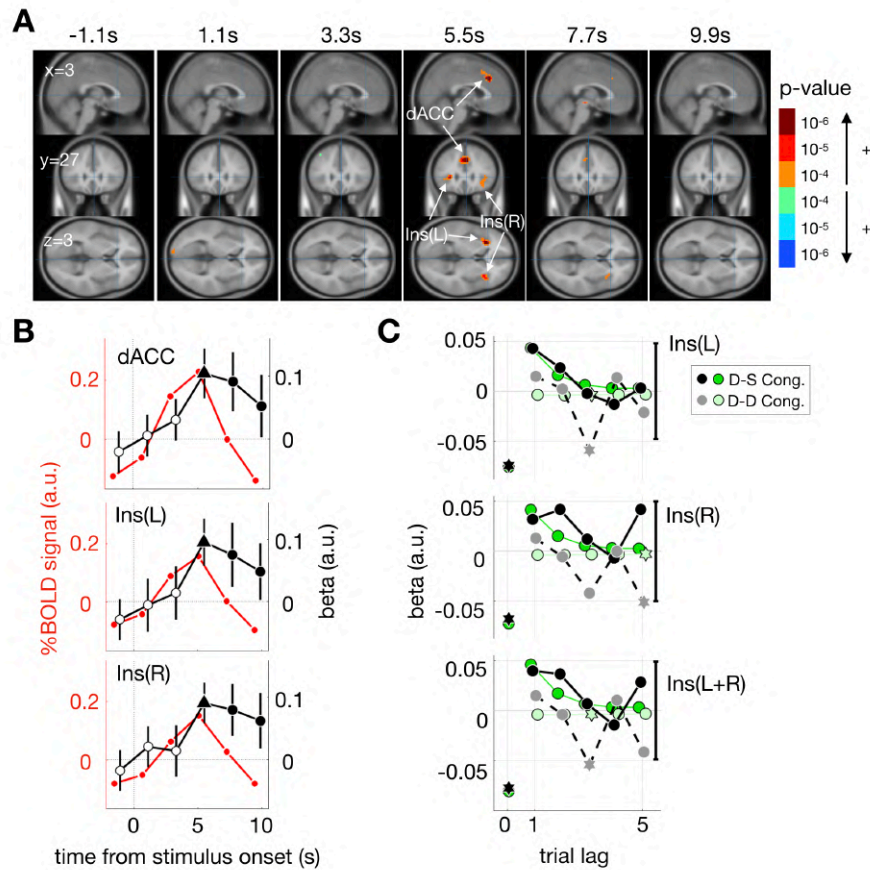 A
-1.1s 1.1s 3.3s 5.5s 7.7s 9.9s
x=3
y=27
z=3
dACC
Ins(L)
Ins(R)
p-value
10-6
10-5
10-4
10-4
10-5
10-6
+
+
B
dACC
0.2
0
0.1
0
Ins(L)
0.2
0
0.1
0
Ins(R)
0.2
0
0.1
0
%BOLD signal (a.u.)
beta (a.u.)
0 5 10
time from stimulus onset (s)
C
0.05
0
-0.05
Ins(L)
D-S Cong.
D-D Cong.
0.05
0
-0.05
Ins(R)
0.05
0
-0.05
Ins(L+R)
beta (a.u.)
0 1 5
trial lag